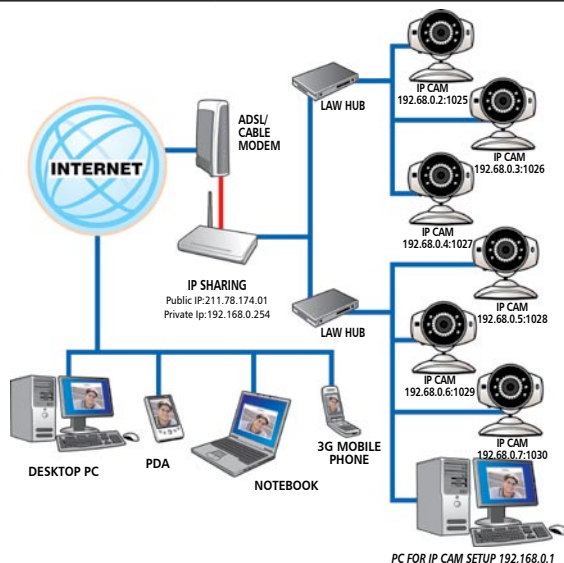 IP CAM
192.68.0.2:1025
LAW HUB
ADSL/
CABLE
MODEM
INTERNET
IP CAM
192.68.0.3:1026
IP CAM
192.68.0.4:1027
IP SHARING
Public IP:211.78.174.01
Private Ip:192.168.0.254
LAW HUB
IP CAM
192.68.0.5:1028
IP CAM
192.68.0.6:1029
IP CAM
192.68.0.7:1030
DESKTOP PC
PDA
NOTEBOOK
3G MOBILE
PHONE
PC FOR IP CAM SETUP 192.168.0.1